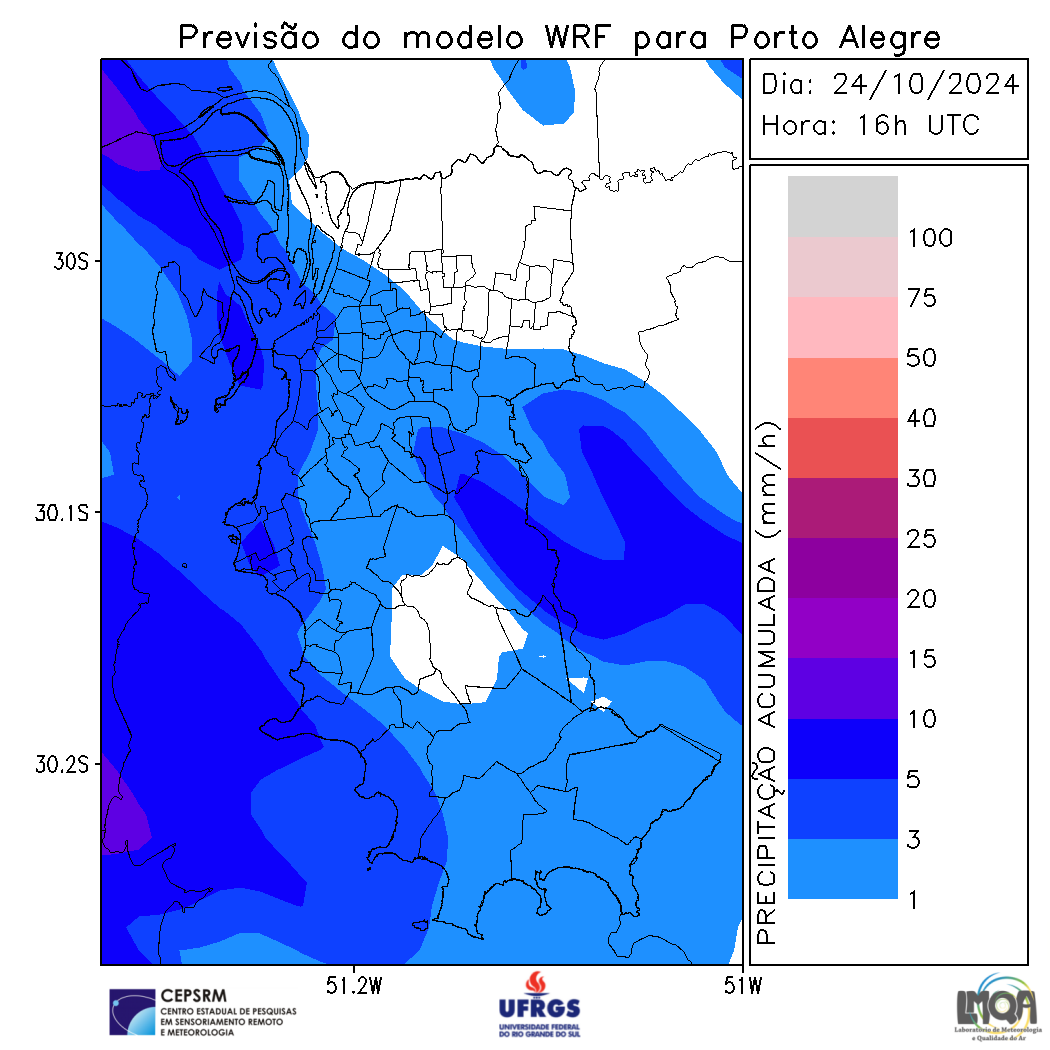 Previsão do modelo WRF para Porto Alegre
Dia: 24/10/2024
Hora: 16h UTC
30S
30.1S
30.2S
51.2W
51W
PRECIPITAÇÃO ACUMULADA (mm/h)
100
75
50
40
30
25
20
15
10
5
3
1
CEPSRM
CENTRO ESTADUAL DE PESQUISAS
EM SENSORIAMENTO REMOTO
E METEOROLOGIA
UFRGS
UNIVERSIDADE FEDERAL
DO RIO GRANDE DO SUL
LMQA
Laboratório de Meteorologia
e Qualidade do Ar